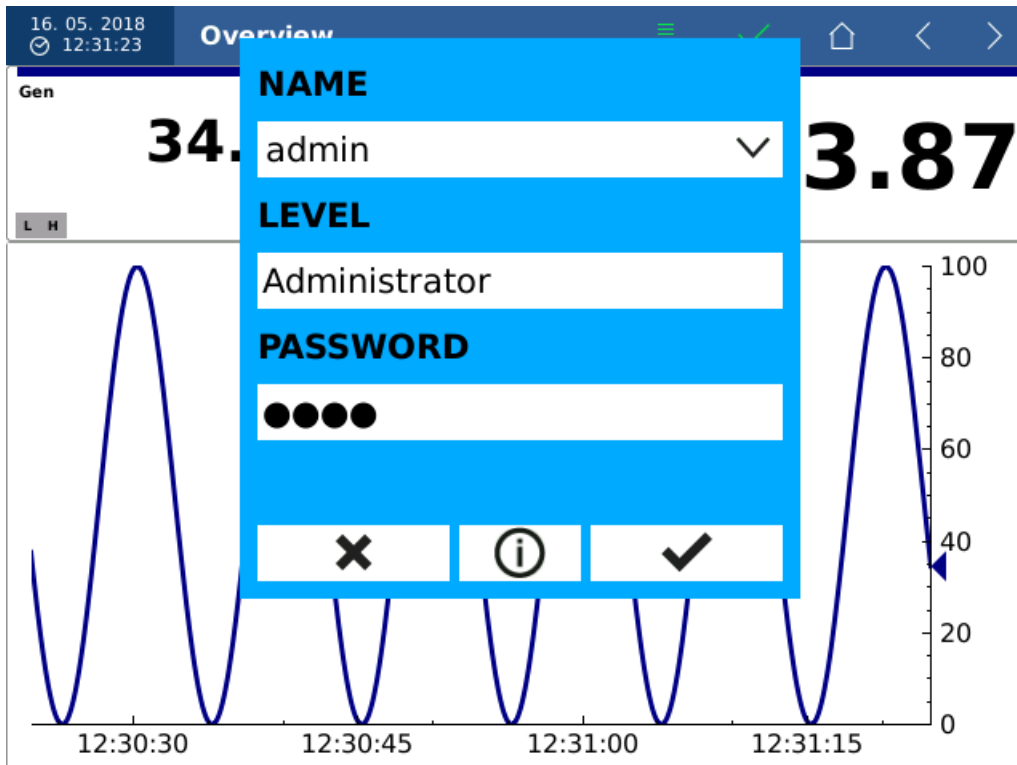 16. 05. 2018
12:31:23
Overview
Gen
34.
3.87
L H
NAME
admin
LEVEL
Administrator
PASSWORD
●●●●
100
80
60
40
20
0
12:30:30 12:30:45 12:31:00 12:31:15